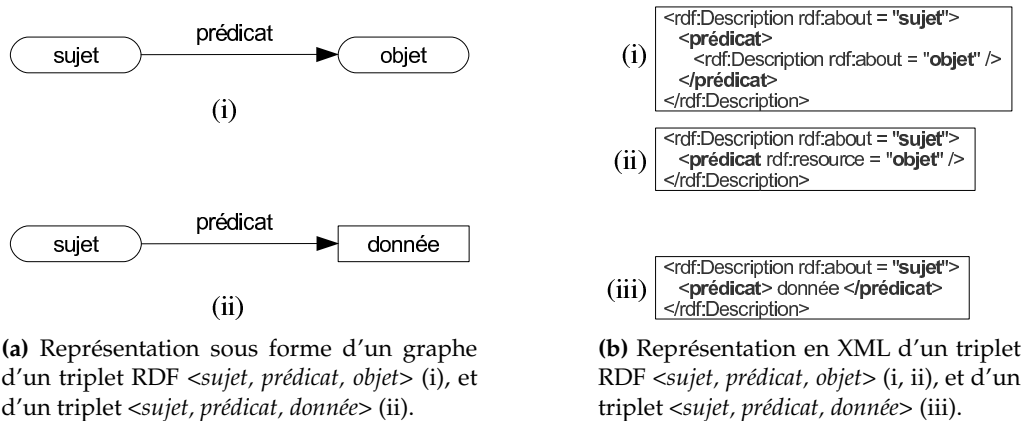 sujet
prédicat
objet
(i)
sujet
prédicat
donnée
(ii)
(a) Représentation sous forme d'un graphe
d'un triplet RDF <sujet, prédicat, objet> (i), et
d'un triplet <sujet, prédicat, donnée> (ii).
(i)
<rdf:Description rdf:about = "sujet">
<prédicat>
<rdf:Description rdf:about = "objet" />
</prédicat>
</rdf:Description>
(ii)
<rdf:Description rdf:about = "sujet">
<prédicat rdf:resource = "objet" />
</rdf:Description>
(iii)
<rdf:Description rdf:about = "sujet">
<prédicat> donnée </prédicat>
</rdf:Description>
(b) Représentation en XML d'un triplet
RDF <sujet, prédicat, objet> (i, ii), et d'un
triplet <sujet, prédicat, donnée> (iii).